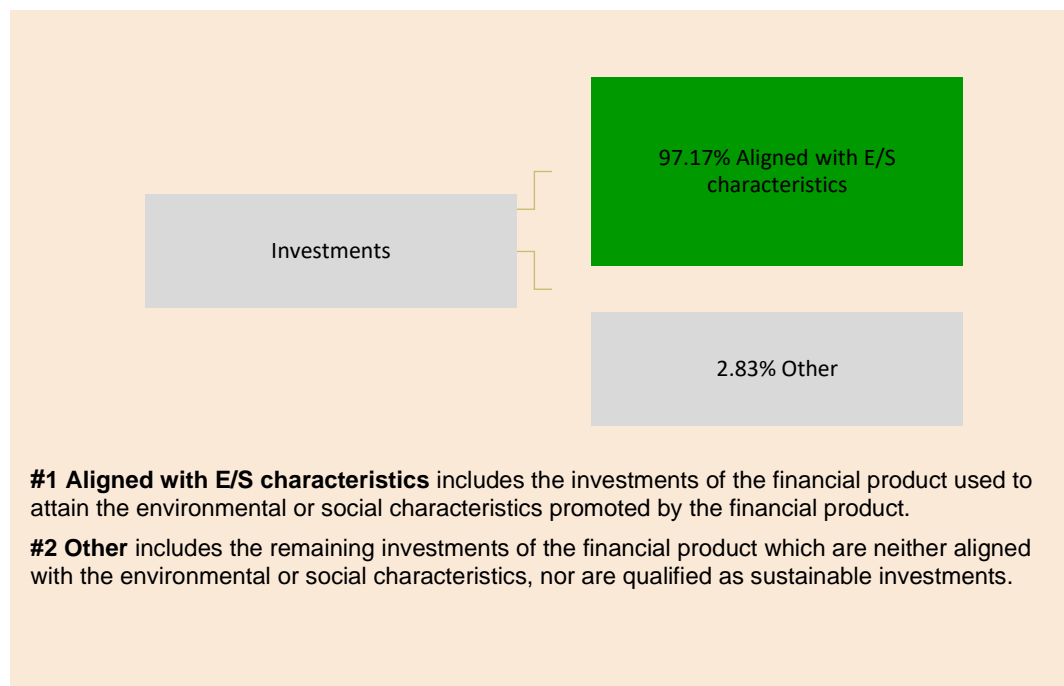 97.17% Aligned with E/S
characteristics
Investments
2.83% Other
#1 Aligned with E/S characteristics includes the investments of the financial product used to
attain the environmental or social characteristics promoted by the financial product.
#2 Other includes the remaining investments of the financial product which are neither aligned
with the environmental or social characteristics, nor are qualified as sustainable investments.